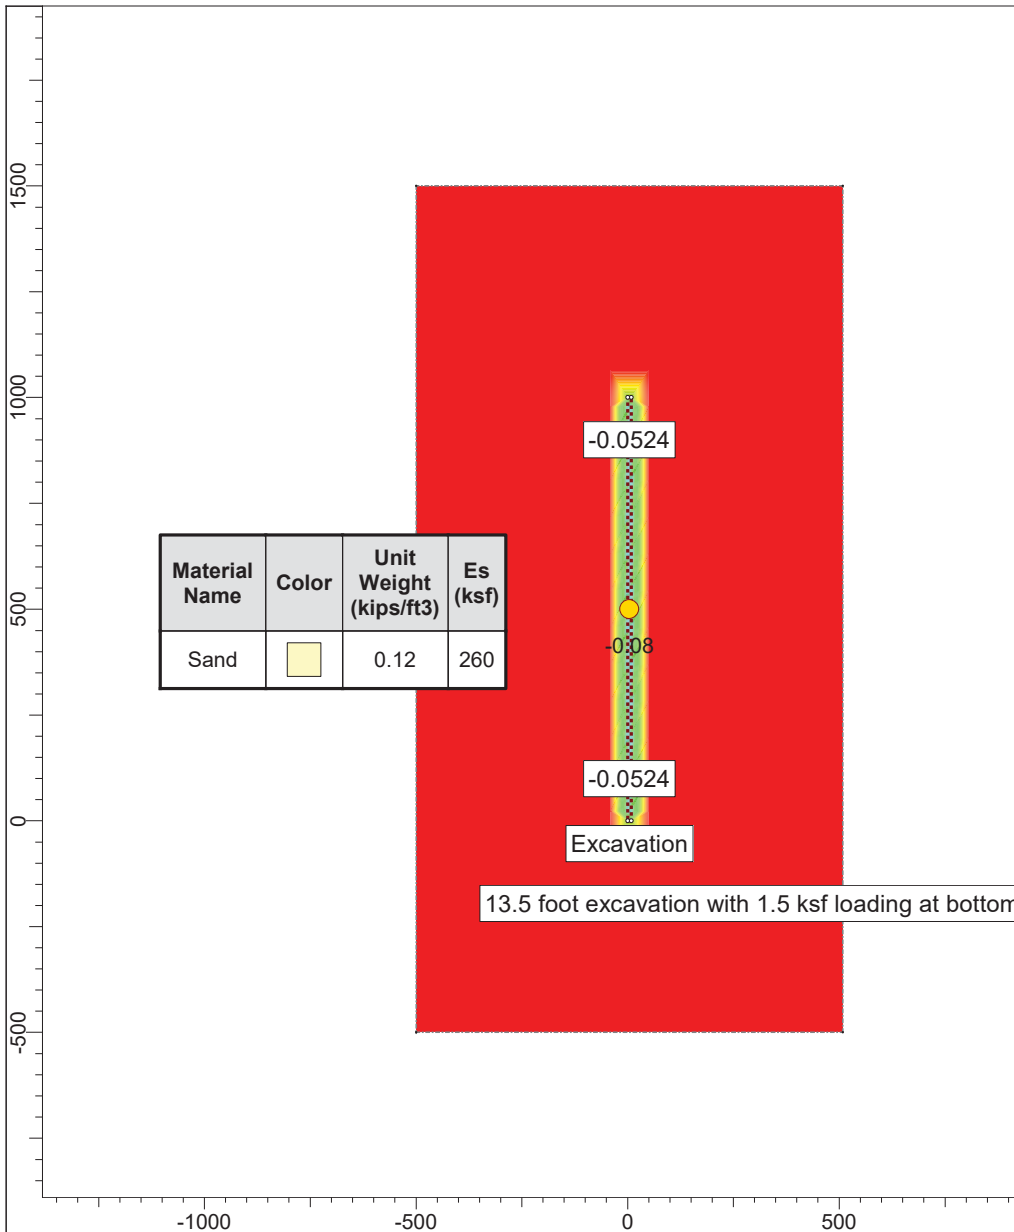 1500
1000
-0.0524
Material Name
Color
Unit Weight (kips/ft3)
Es (ksf)
Sand
0.12
260
500
-0.08
-0.0524
0
Excavation
13.5 foot excavation with 1.5 ksf loading at bottom
-500
-1000
-500
0
500